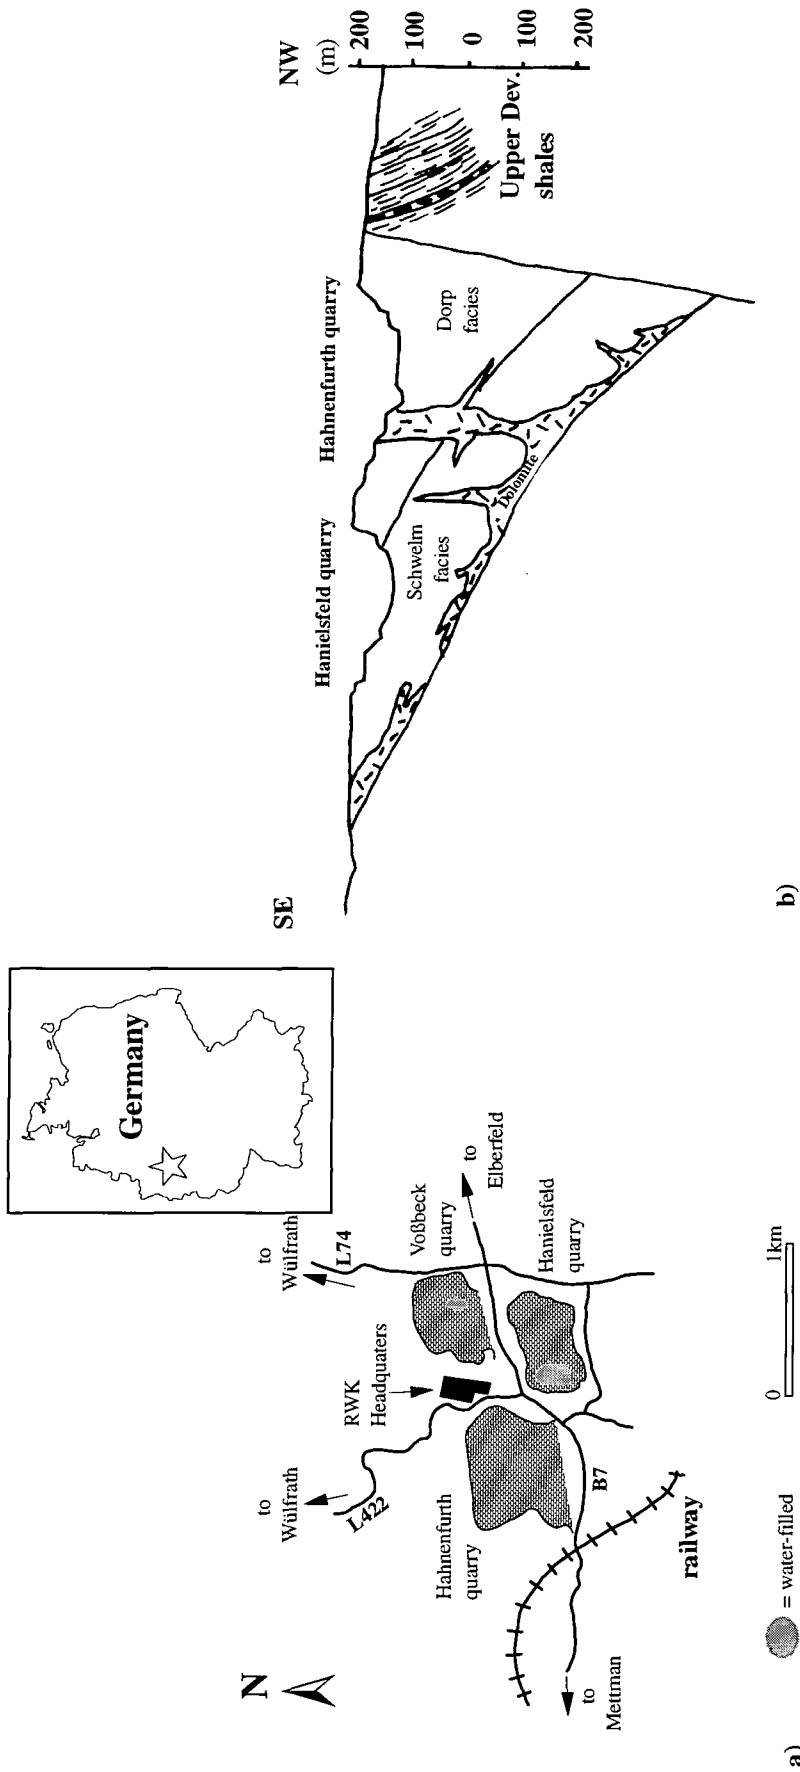 N
to
Mettman
Hahnenfurth
quarry
to
Wülfrath
L422
RWK
Headquaters
to
Wülfrath
L74
Voßbeck
quarry
to
Elberfeld
Hanielsfeld
quarry
B7
railway
Germany
= water-filled
0
1km
a)
SE
NW
(m)
200
100
0
100
200
Hanielsfeld quarry
Hahnenfurth quarry
Schwelm
facies
Dorp
facies
Dolomite
Upper Dev.
shales
b)